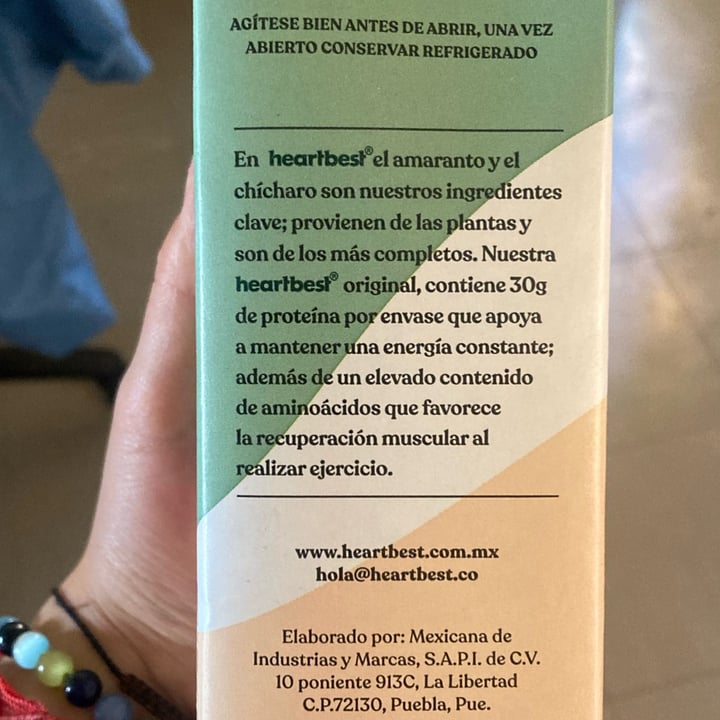 AGÍTESE BIEN ANTES DE ABRIR, UNA VEZ
ABIERTO CONSERVAR REFRIGERADO
En heartbest® el amaranto y el
chícharo son nuestros ingredientes
clave; provienen de las plantas y
son de los más completos. Nuestra
heartbest® original, contiene 30g
de proteína por envase que apoya
a mantener una energía constante;
además de un elevado contenido
de aminoácidos que favorece
la recuperación muscular al
realizar ejercicio.
www.heartbest.com.mx
hola@heartbest.co
Elaborado por: Mexicana de
Industrias y Marcas, S.A.P.I. de C.V.
10 poniente 913C, La Libertad
C.P.72130, Puebla, Pue.